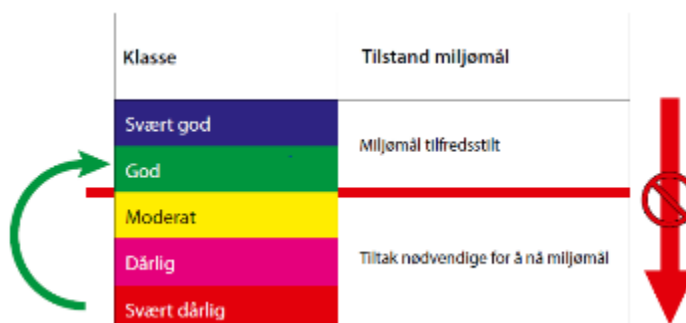 Klasse
Tilstand miljømål
Svært god
Miljømål tilfredsstilt
God
Moderat
Dårlig
Tiltak nødvendige for å nå miljømål
Svært dårlig